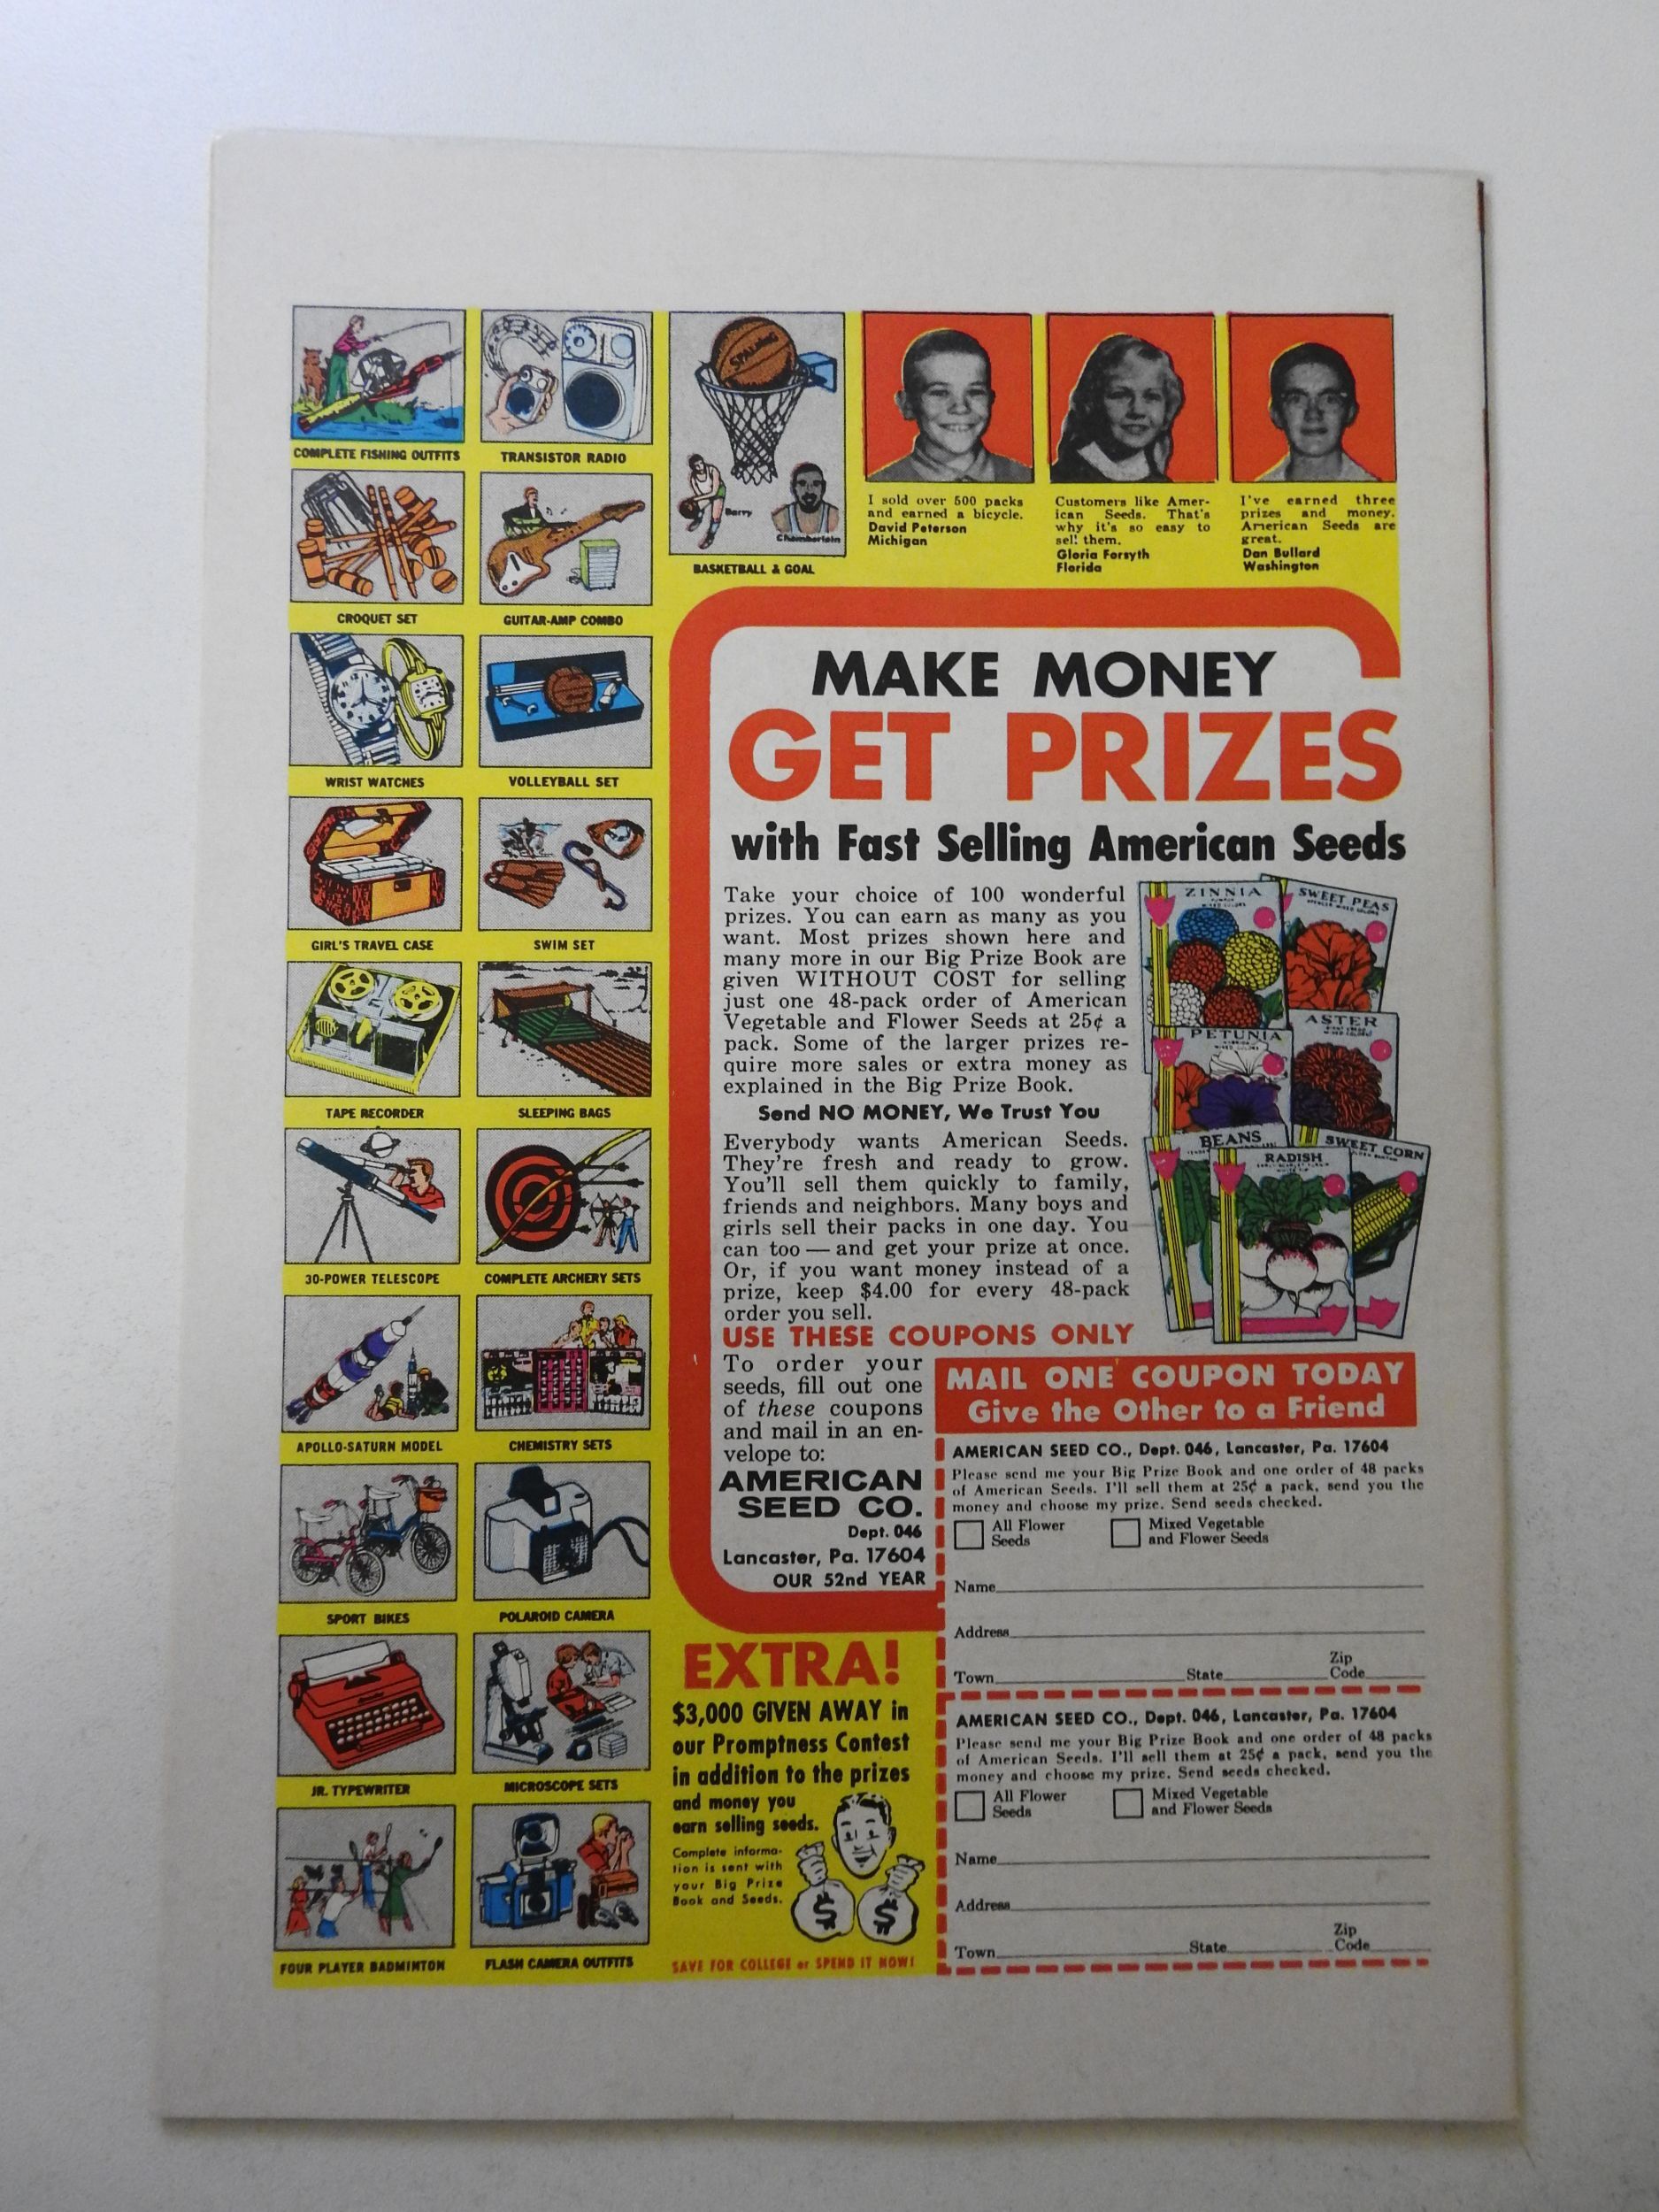 COMPLETE FISHING OUTFITS
TRANSISTOR RADIO
CROQUET SET
GUITAR-AMP COMBO
WRIST WATCHES
VOLLEYBALL SET
GIRL'S TRAVEL CASE
SWIM SET
TAPE RECORDER
SLEEPING BAGS
30-POWER TELESCOPE
COMPLETE ARCHERY SETS
APOLLO-SATURN MODEL
CHEMISTRY SETS
SPORT BIKES
POLAROID CAMERA
JR. TYPEWRITER
MICROSCOPE SETS
FOUR PLAYER BADMINTON
FLASH CAMERA OUTFITS
SPALDING
Barry
Chamberlain
BASKETBALL & GOAL
I sold over 500 packs
and earned a bicycle.
David Peterson
Michigan
Customers like Amer-
ican Seeds. That's
why it's so easy to
sell them.
Gloria Forsyth
Florida
I've earned three
prizes and money.
American Seeds are
great.
Dan Bullard
Washington
MAKE MONEY
GET PRIZES
with Fast Selling American Seeds
Take your choice of 100 wonderful
prizes. You can earn as many as you
want. Most prizes shown here and
many more in our Big Prize Book are
given WITHOUT COST for selling
just one 48-pack order of American
Vegetable and Flower Seeds at 25¢ a
pack. Some of the larger prizes re-
quire more sales or extra money as
explained in the Big Prize Book.
Send NO MONEY, We Trust You
Everybody wants American Seeds.
They're fresh and ready to grow.
You'll sell them quickly to family,
friends and neighbors. Many boys and
girls sell their packs in one day. You
can too — and get your prize at once.
Or, if you want money instead of a
prize, keep $4.00 for every 48-pack
order you sell.
ZINNIA
SWEET PEAS
PETUNIA
ASTER
BEANS
RADISH
SWEET CORN
USE THESE COUPONS ONLY
To order your
seeds, fill out one
of these coupons
and mail in an en-
velope to:
AMERICAN
SEED CO.
Dept. 046
Lancaster, Pa. 17604
OUR 52nd YEAR
MAIL ONE COUPON TODAY
Give the Other to a Friend
AMERICAN SEED CO., Dept. 046, Lancaster, Pa. 17604
Please send me your Big Prize Book and one order of 48 packs
of American Seeds. I'll sell them at 25¢ a pack, send you the
money and choose my prize. Send seeds checked.
All Flower Seeds
Mixed Vegetable and Flower Seeds
Name
Address
Town State Zip Code
AMERICAN SEED CO., Dept. 046, Lancaster, Pa. 17604
Please send me your Big Prize Book and one order of 48 packs
of American Seeds. I'll sell them at 25¢ a pack, send you the
money and choose my prize. Send seeds checked.
All Flower Seeds
Mixed Vegetable and Flower Seeds
Name
Address
Town State Zip Code
EXTRA!
$3,000 GIVEN AWAY in
our Promptness Contest
in addition to the prizes
and money you
earn selling seeds.
Complete informa-
tion is sent with
your Big Prize
Book and Seeds.
$ $
SAVE FOR COLLEGE or SPEND IT NOW!